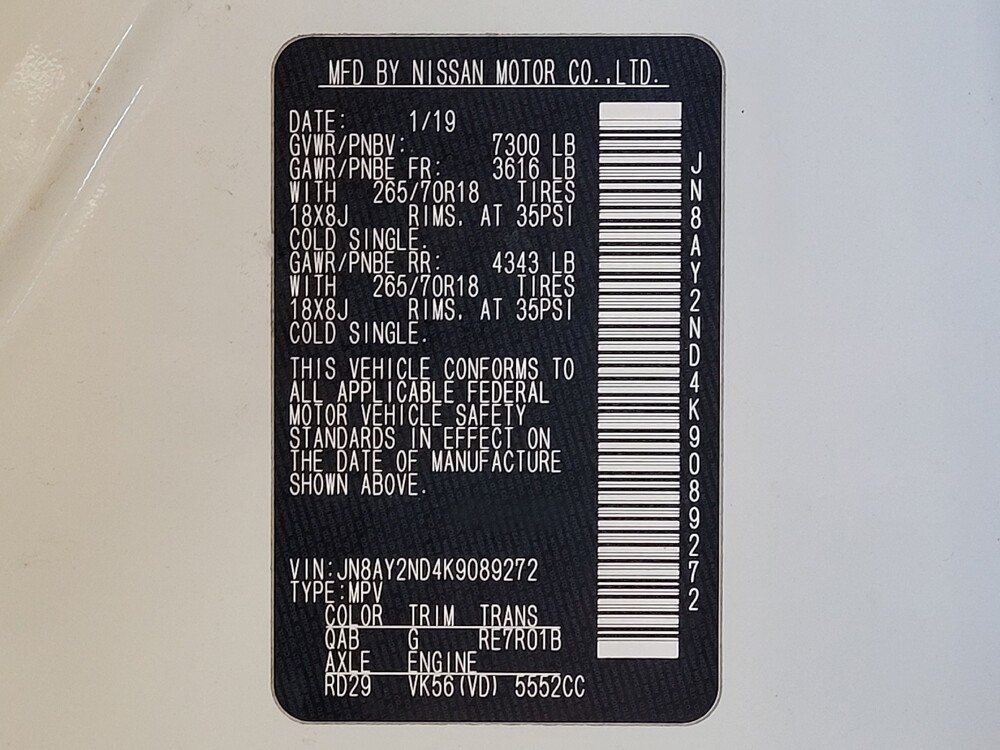 MFD BY NISSAN MOTOR CO.,LTD.
DATE: 1/19
GVWR/PNBV: 7300 LB
GAWR/PNBE FR: 3616 LB
WITH 265/70R18 TIRES
18X8J RIMS. AT 35PSI
COLD SINGLE.
GAWR/PNBE RR: 4343 LB
WITH 265/70R18 TIRES
18X8J RIMS. AT 35PSI
COLD SINGLE.
THIS VEHICLE CONFORMS TO
ALL APPLICABLE FEDERAL
MOTOR VEHICLE SAFETY
STANDARDS IN EFFECT ON
THE DATE OF MANUFACTURE
SHOWN ABOVE.
VIN:JN8AY2ND4K9089272
TYPE:MPV
COLOR TRIM TRANS
QAB G RE7R01B
AXLE ENGINE
RD29 VK56(VD) 5552CC
JN8AY2ND4K9089272